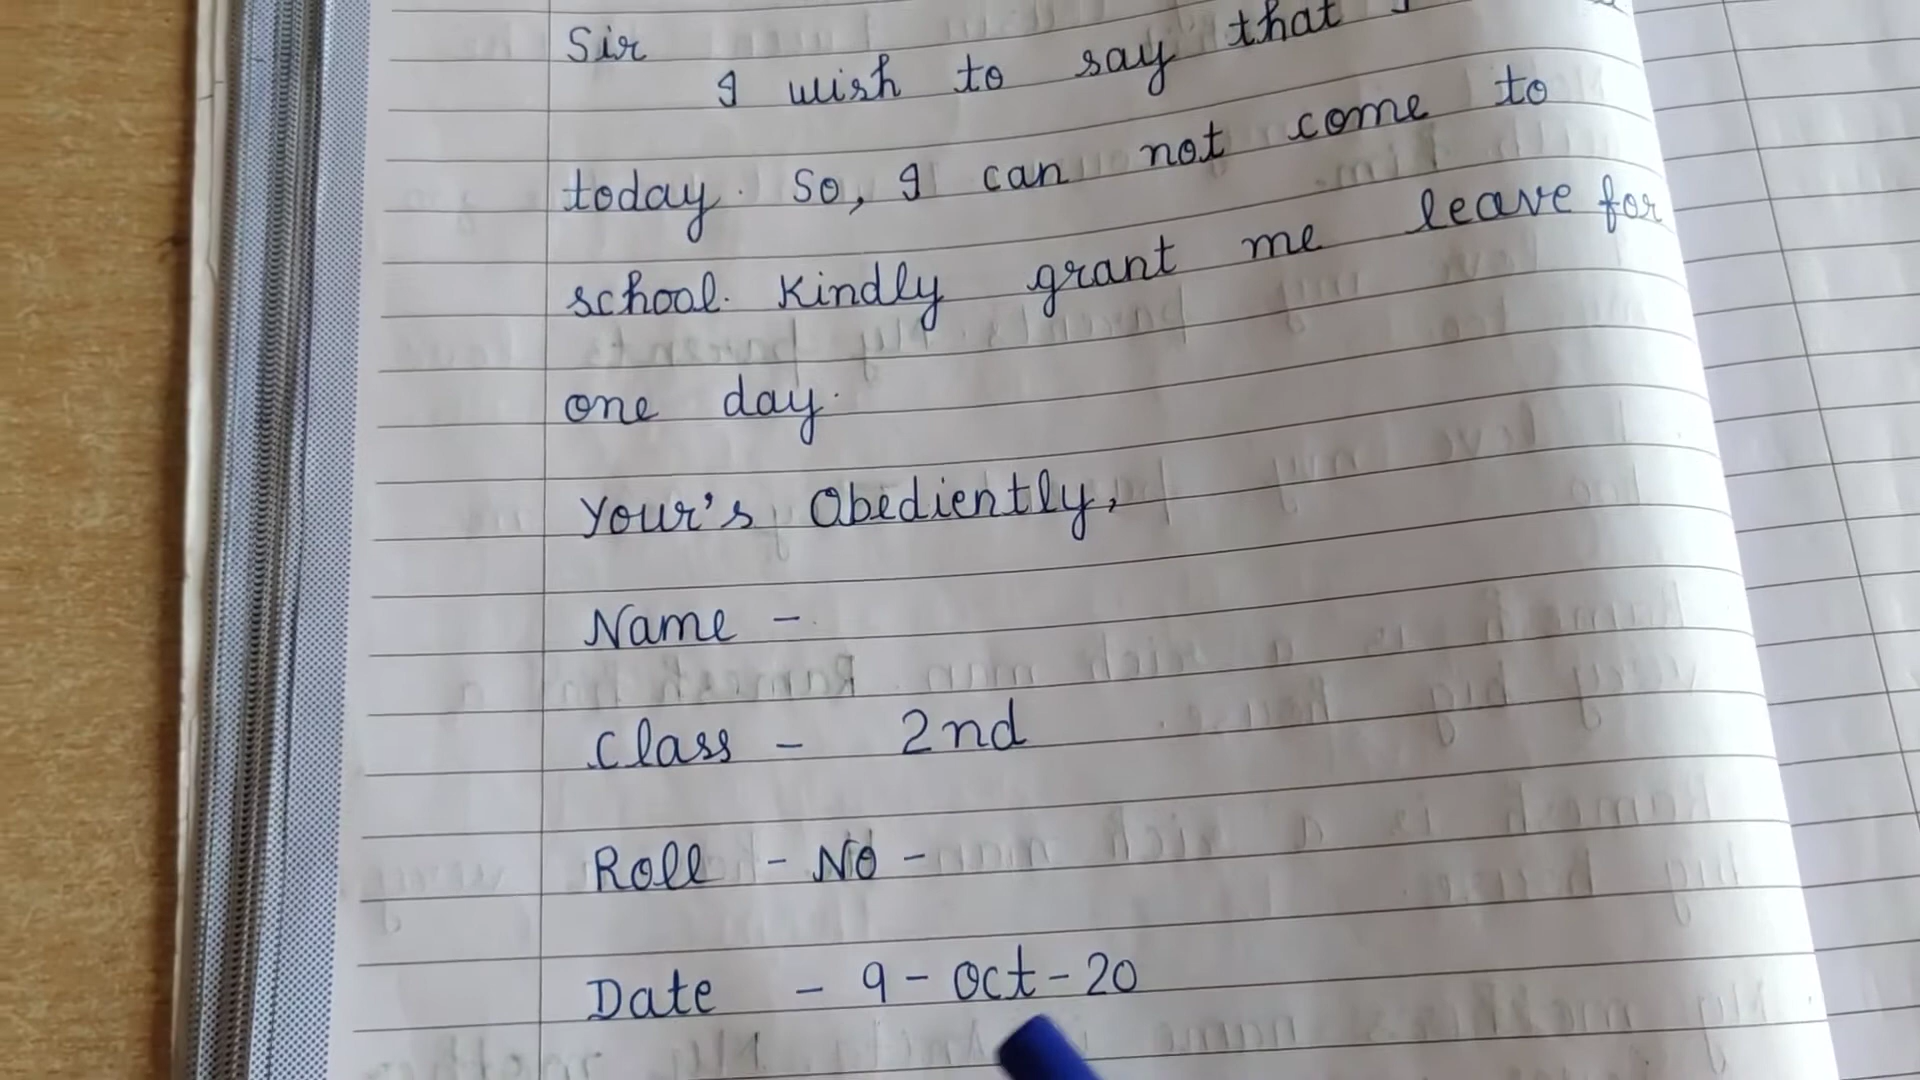 Sir
I wish to say that
today. So, I can not come to
school. Kindly grant me leave for
one day.
Your's Obediently,
Name -
Class - 2nd
Roll - No -
Date - 9 - Oct - 20